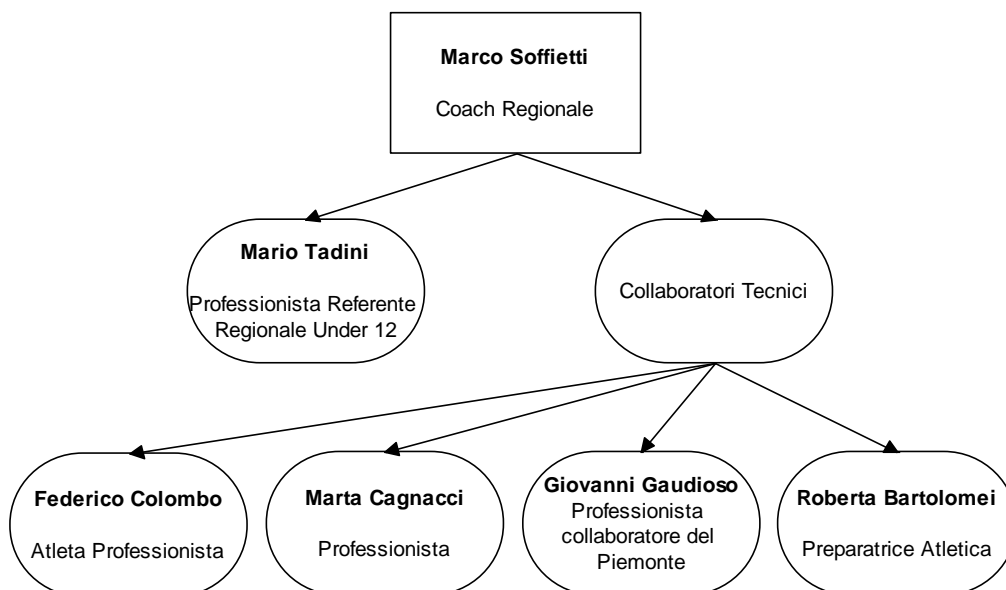 Marco Soffietti
Coach Regionale
Mario Tadini
Professionista Referente
Regionale Under 12
Collaboratori Tecnici
Federico Colombo
Atleta Professionista
Marta Cagnacci
Professionista
Giovanni Gaudioso
Professionista
collaboratore del
Piemonte
Roberta Bartolomei
Preparatrice Atletica